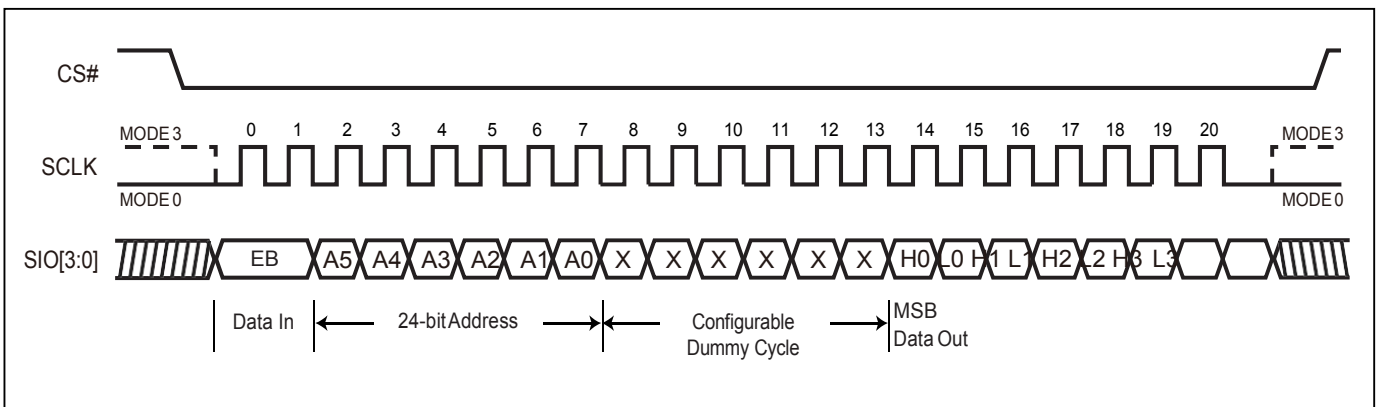 CS#
MODE 3
0 1 2 3 4 5 6 7 8 9 10 11 12 13 14 15 16 17 18 19 20
MODE 3
SCLK
MODE 0
MODE 0
SIO[3:0]
EB A5 A4 A3 A2 A1 A0 X X X X X X H0 L0 H1 L1 H2 L2 H3 L3
Data In
24-bit Address
Configurable
Dummy Cycle
MSB
Data Out